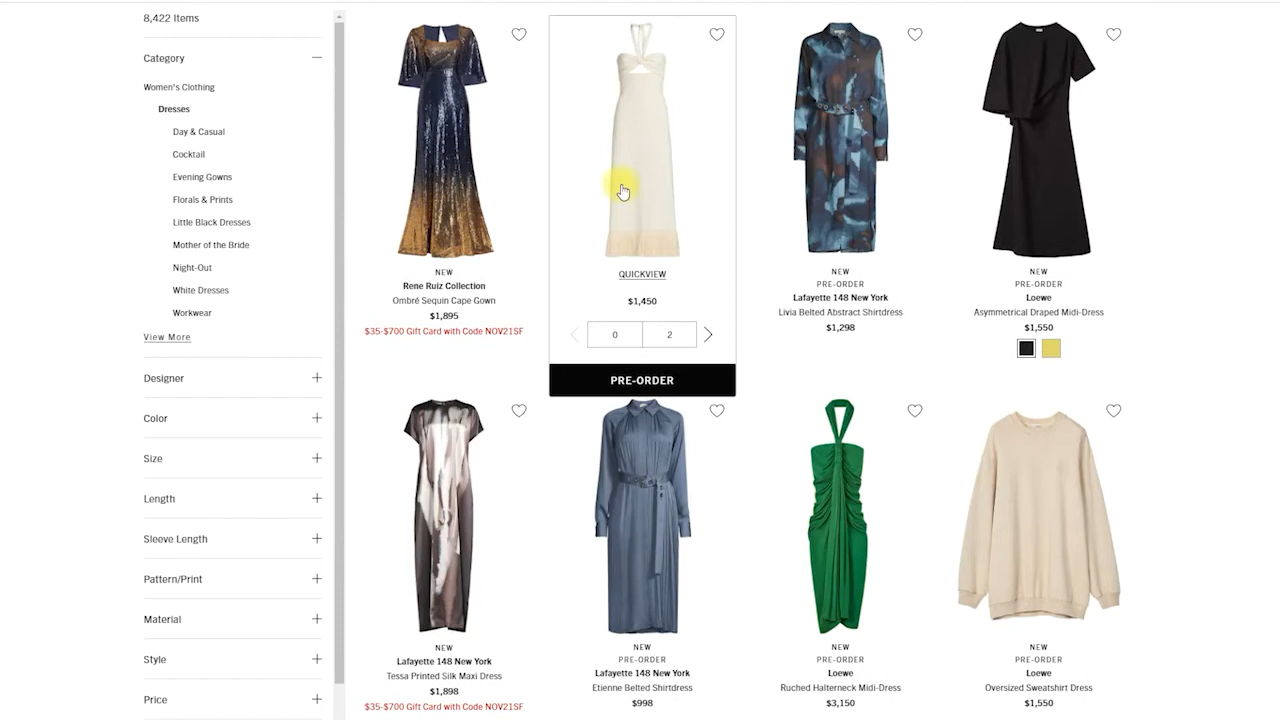 8,422 Items
Category
Women's Clothing
Dresses
Day & Casual
Cocktail
Evening Gowns
Florals & Prints
Little Black Dresses
Mother of the Bride
Night-Out
White Dresses
Workwear
View More
Designer
Color
Size
Length
Sleeve Length
Pattern/Print
Material
Style
Price
NEW
Rene Ruiz Collection
Ombré Sequin Cape Gown
$1,895
$35-$700 Gift Card with Code NOV21SF
QUICKVIEW
$1,450
0 2
PRE-ORDER
NEW
PRE-ORDER
Lafayette 148 New York
Livia Belted Abstract Shirtdress
$1,298
NEW
PRE-ORDER
Loewe
Asymmetrical Draped Midi-Dress
$1,550
NEW
Lafayette 148 New York
Tessa Printed Silk Maxi Dress
$1,898
$35-$700 Gift Card with Code NOV21SF
NEW
PRE-ORDER
Lafayette 148 New York
Etienne Belted Shirtdress
$998
NEW
PRE-ORDER
Loewe
Ruched Halterneck Midi-Dress
$3,150
NEW
PRE-ORDER
Loewe
Oversized Sweatshirt Dress
$1,550